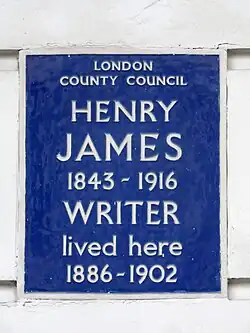 LONDON
COUNTY COUNCIL
HENRY
JAMES
1843 ~ 1916
WRITER
lived here
1886-1902